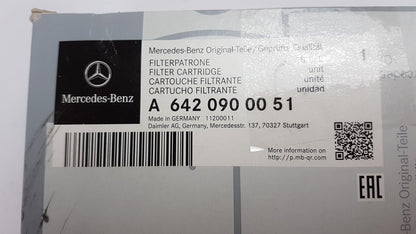 Mercedes-Benz Original-Teile/Geprüfte Qualität
FILTERPATRONE
FILTER CARTRIDGE
CARTOUCHE FILTRANTE
CARTUCHO FILTRANTE
1
unit
unité
unidad
Mercedes-Benz
A 642 090 00 51
Made in GERMANY 11200011
Daimler AG, Germany, Mercedesstr. 137, 70327 Stuttgart
More information on
http://p.mb-qr.com
EAC
Benz Original-Teile